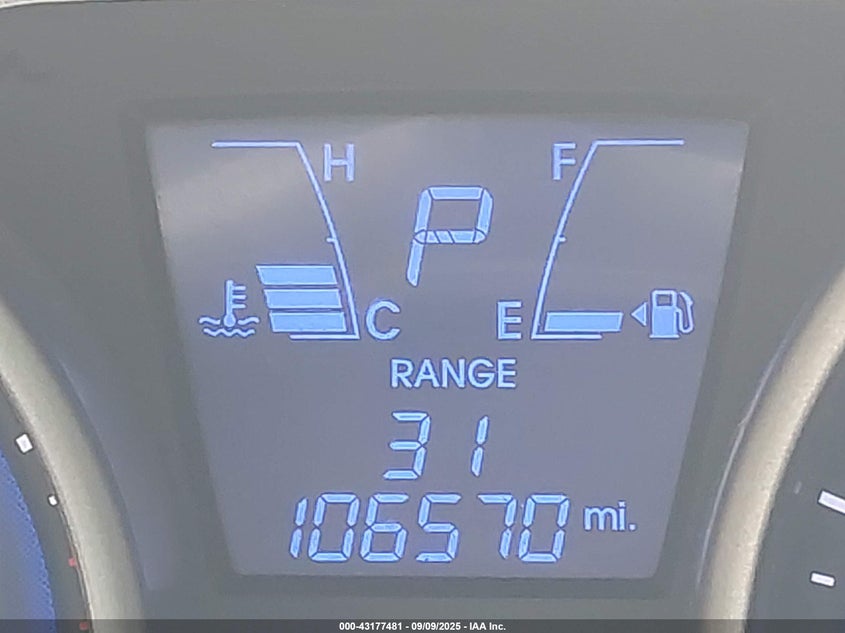 H F
P
C E
RANGE
31
106570 mi.
000-43177481 - 09/09/2025 - IAA Inc.